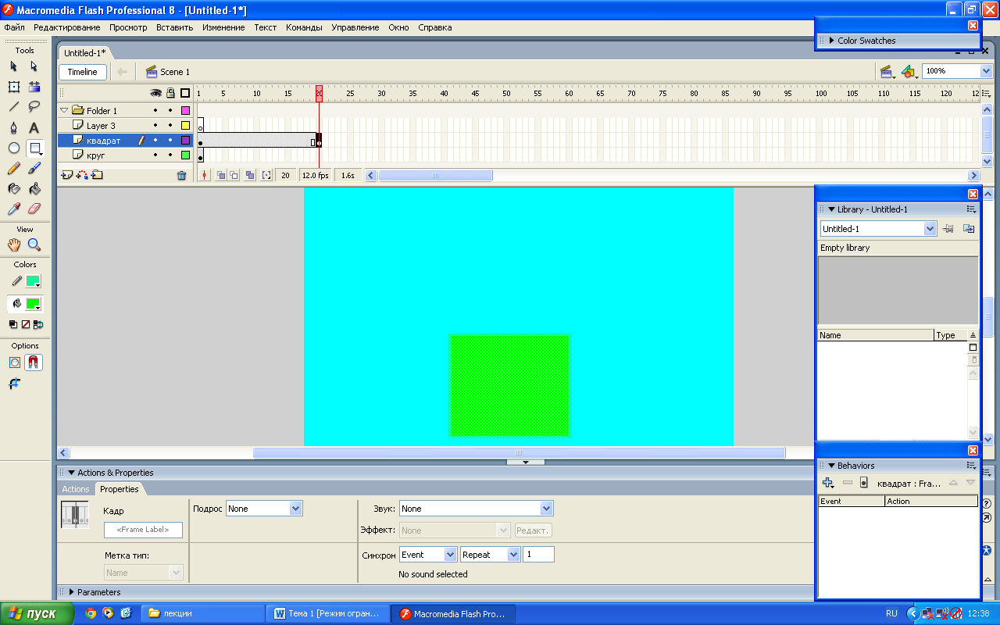 Macromedia Flash Professional 8 - [Untitled-1*]
Файл Редактирование Просмотр Вставить Изменение Текст Команды Управление Окно Справка
Color Swatches
Tools
Untitled-1*
Timeline
Scene 1
100%
1 5 10 15 20 25 30 35 40 45 50 55 60 65 70 75 80 85 90 95 100 105 110 115 120 12
Folder 1
Layer 3
квадрат
круг
20 12.0 fps 1.6s
View
Colors
Options
Library - Untitled-1
Untitled-1
Empty library
Name Type
Actions & Properties
Actions Properties
Кадр
<Frame Label>
Метка тип:
Name
Подрос None
Звук: None
Эффект: None Редакт.
Синхрон Event Repeat 1
No sound selected
Parameters
Behaviors
квадрат : Fra...
Event Action
пуск
лекции
Тема 1 [Режим огран...
Macromedia Flash Pro...
RU
12:38